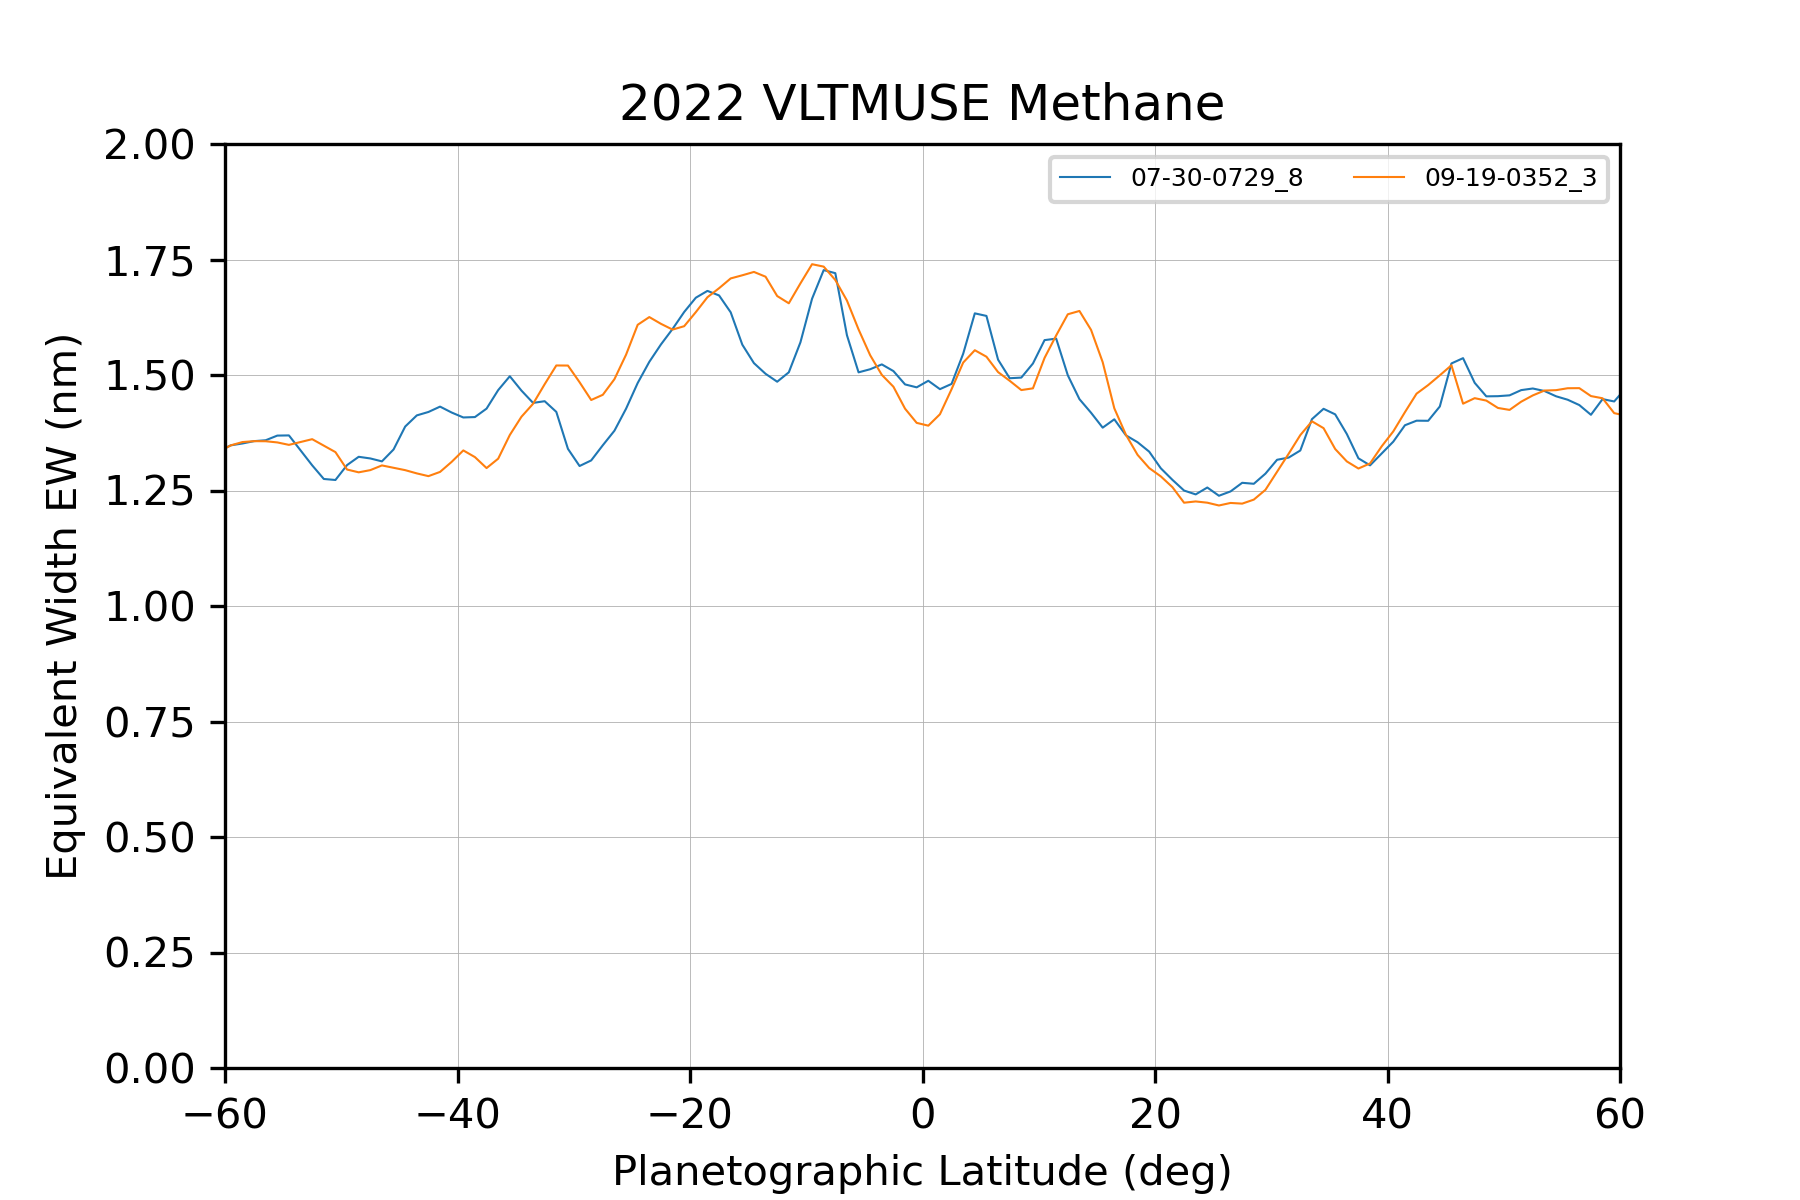 2022 VLTMUSE Methane
07-30-0729_8 09-19-0352_3
2.00
1.75
1.50
1.25
1.00
0.75
0.50
0.25
0.00
Equivalent Width EW (nm)
−60 −40 −20 0 20 40 60
Planetographic Latitude (deg)